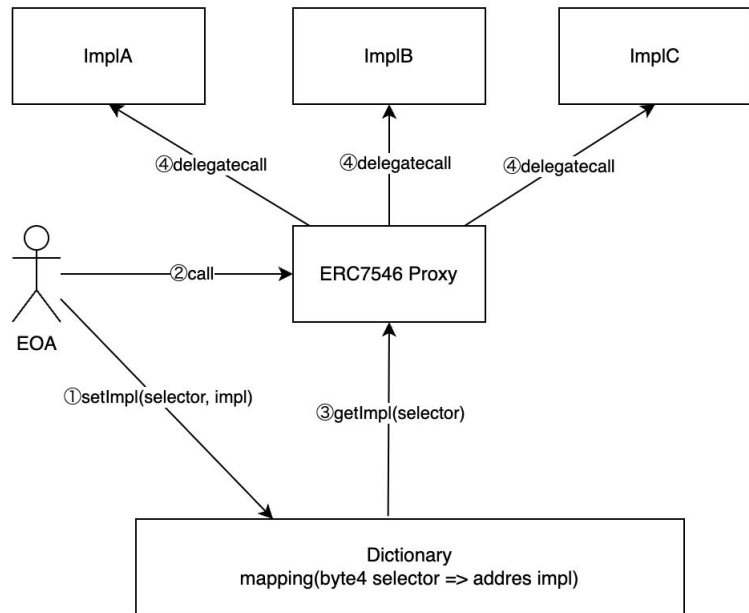 ImplA
ImplB
ImplC
④delegatecall
④delegatecall
④delegatecall
②call
ERC7546 Proxy
EOA
①setImpl(selector, impl)
③getImpl(selector)
Dictionary
mapping(byte4 selector => addres impl)